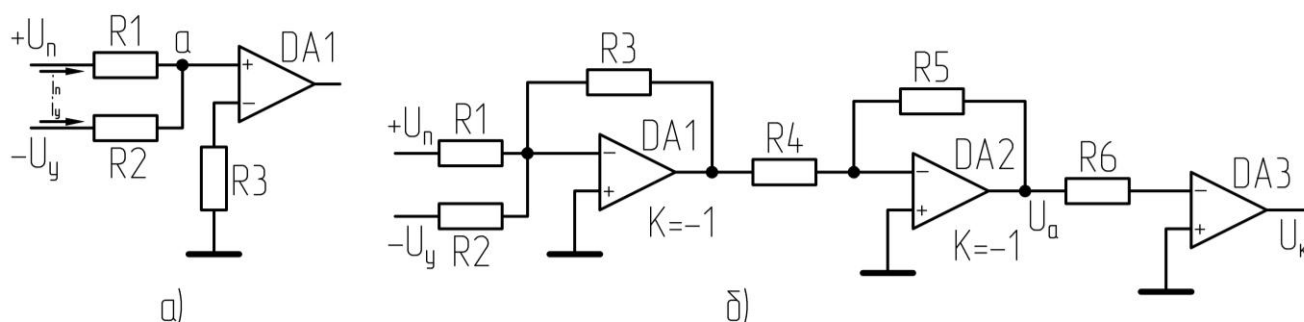 +Uп R1 a DA1
+
iп
iу
−
-Uу R2
R3
а)
R3 R5
+Uп R1 DA1 R4 DA2 R6 DA3
− − −
+ + +
-Uу R2 K=-1 K=-1 Ua Uк
б)